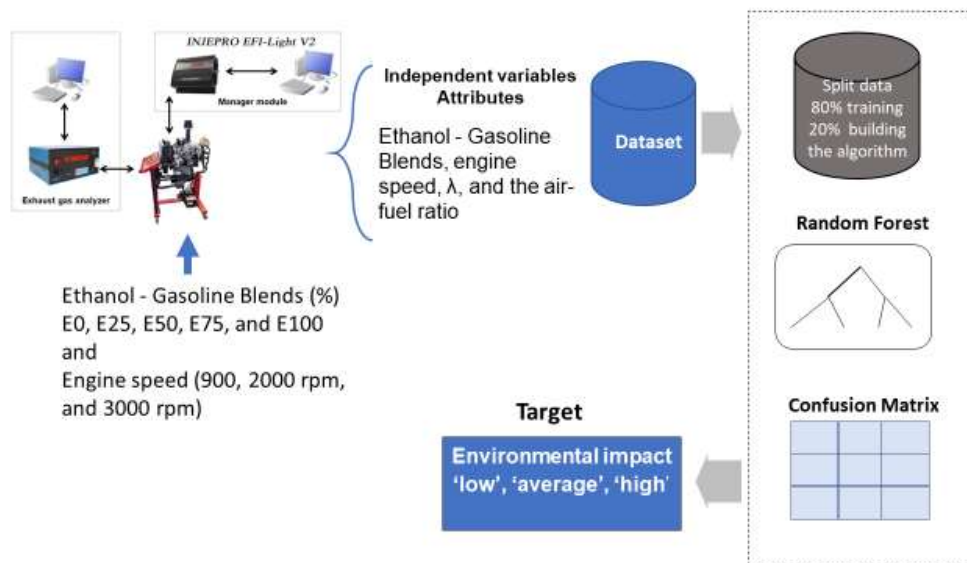 INJEPRO EFI-Light V2
Manager module
Exhaust gas analyzer
Independent variables
Attributes
Ethanol - Gasoline
Blends, engine
speed, λ, and the air-
fuel ratio
Dataset
Split data
80% training
20% building
the algorithm
Random Forest
Ethanol - Gasoline Blends (%)
E0, E25, E50, E75, and E100
and
Engine speed (900, 2000 rpm,
and 3000 rpm)
Confusion Matrix
Target
Environmental impact
‘low’, ‘average’, ‘high’